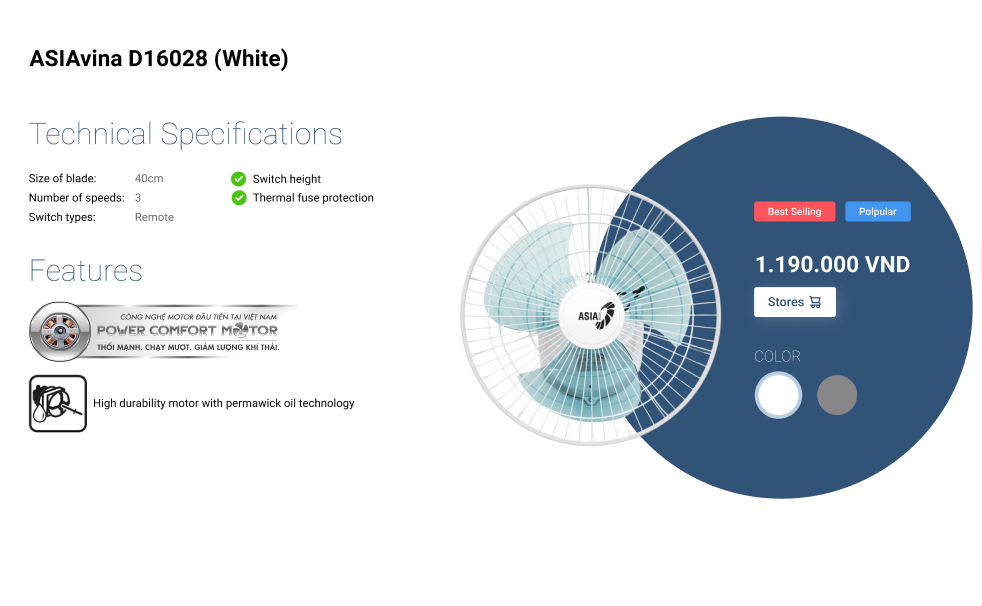 ASIAvina D16028 (White)
Technical Specifications
Size of blade: 40cm
Number of speeds: 3
Switch types: Remote
Switch height
Thermal fuse protection
Features
CÔNG NGHỆ MOTOR ĐẦU TIÊN TẠI VIỆT NAM
POWER COMFORT MOTOR
THỔI MẠNH. CHẠY MƯỢT. GIẢM LƯỢNG KHÍ THẢI.
High durability motor with permawick oil technology
ASIA
Best Selling
Polpular
1.190.000 VND
Stores
COLOR